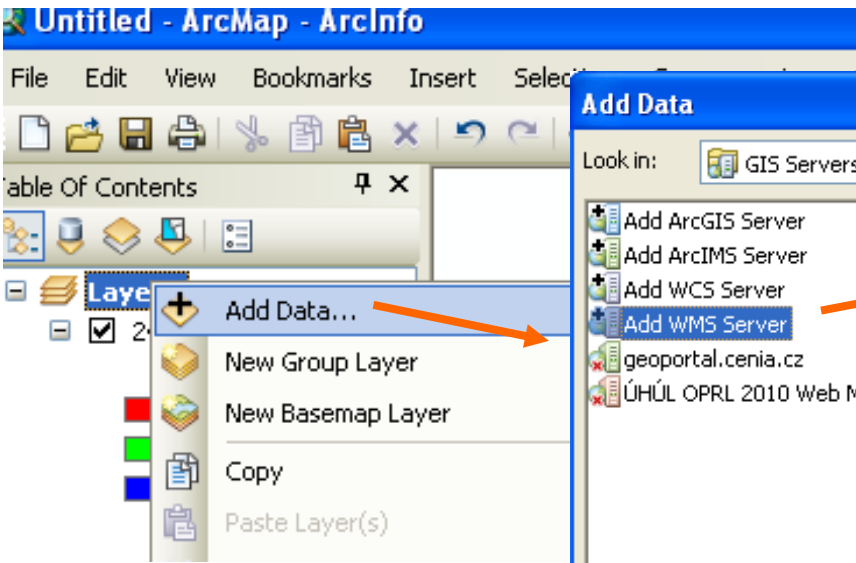 Untitled - ArcMap - ArcInfo
File Edit View Bookmarks Insert
Table Of Contents
Layers
Add Data...
New Group Layer
New Basemap Layer
Copy
Paste Layer(s)
Add Data
Look in: GIS Servers
Add ArcGIS Server
Add ArcIMS Server
Add WCS Server
Add WMS Server
geoportal.cenia.cz
ÚHÚL OPRL 2010 Web